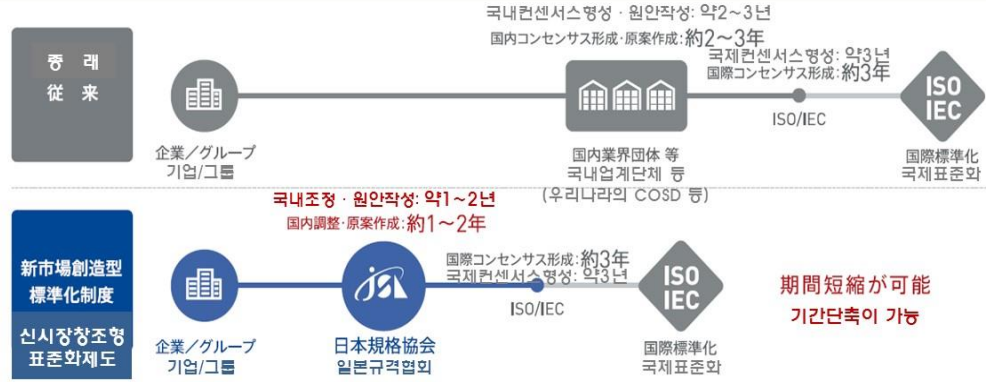 국내컨센서스형성 · 원안작성: 약2~3년
国内コンセンサス形成·原案作成:約2〜3年
국제컨센서스형성: 약3년
国際コンセンサス形成:約3年
종 래
従 来
ISO
IEC
ISO/IEC
企業／グループ
기업/그룹
国内業界団体 等
국내업계단체 등
(우리나라의 COSD 등)
国際標準化
국제표준화
국내조정 · 원안작성: 약1~2년
国内調整·原案作成:約1〜2年
新市場創造型
標準化制度
신시장창조형
표준화제도
国際コンセンサス形成:約3年
국제컨센서스형성: 약3년
jsa
ISO
IEC
ISO/IEC
期間短縮が可能
기간단축이 가능
企業／グループ
기업/그룹
日本規格協会
일본규격협회
国際標準化
국제표준화